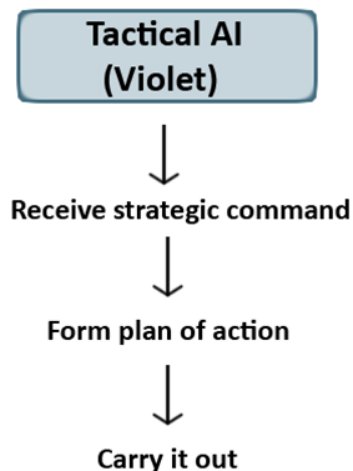 Tactical AI
(Violet)
Receive strategic command
Form plan of action
Carry it out